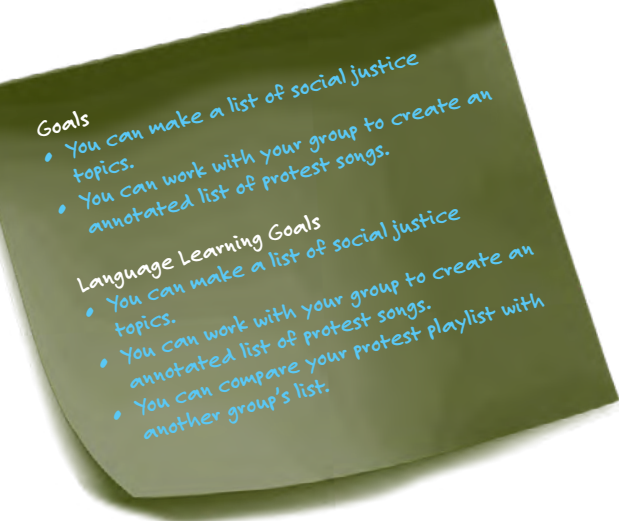 Goals
• You can make a list of social justice
topics.
• You can work with your group to create an
annotated list of protest songs.
Language Learning Goals
• You can make a list of social justice
topics.
• You can work with your group to create an
annotated list of protest songs.
• You can compare your protest playlist with
another group's list.